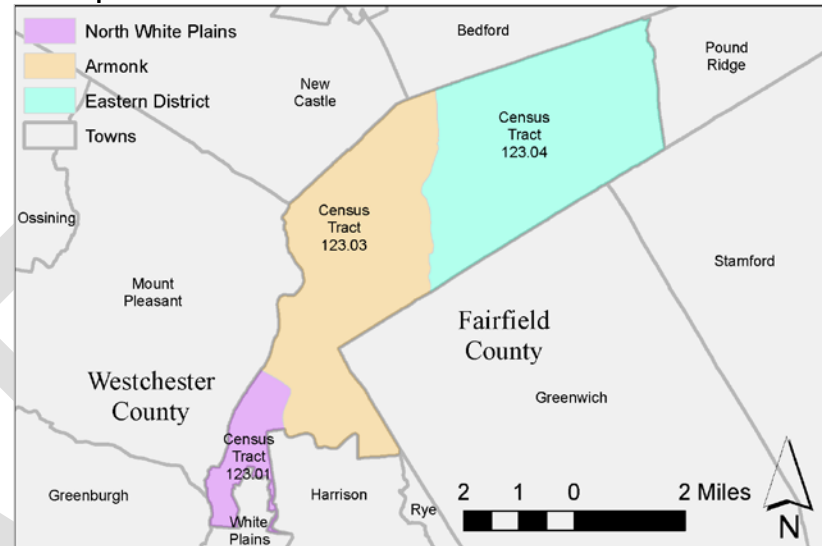 North White Plains
Armonk
Eastern District
Towns
Bedford
Pound
Ridge
New
Castle
Census
Tract
123.04
Ossining
Census
Tract
123.03
Stamford
Mount
Pleasant
Fairfield
County
Westchester
County
Greenwich
Census
Tract
123.01
Greenburgh
Harrison
Rye
White
Plains
2 1 0 2 Miles
N